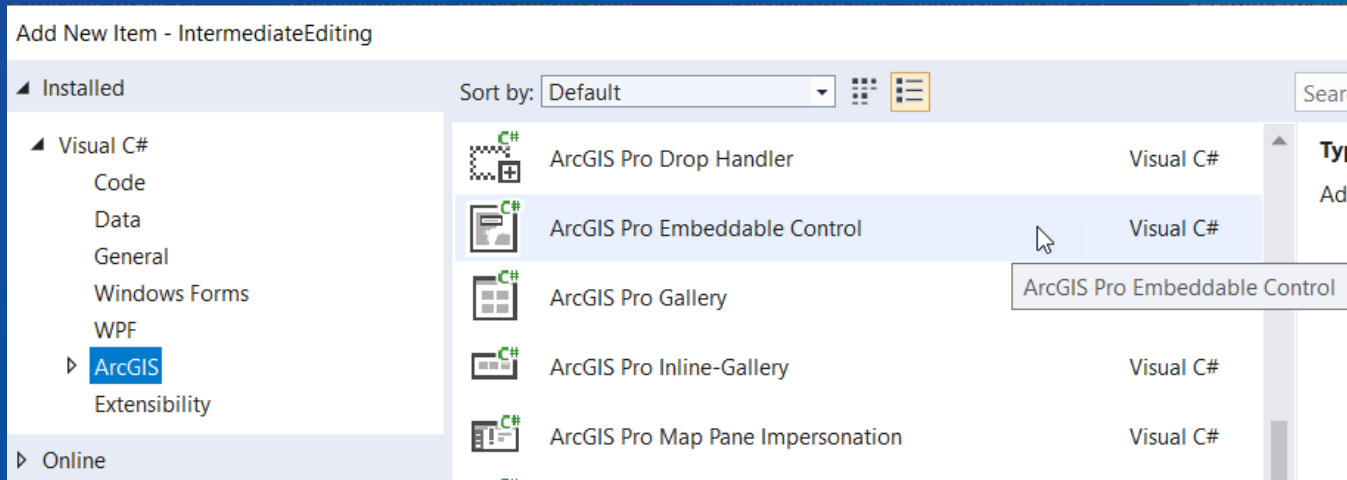 Add New Item - IntermediateEditing
Installed
Sort by: Default
Visual C#
Code
Data
General
Windows Forms
WPF
ArcGIS
Extensibility
Online
C#
ArcGIS Pro Drop Handler Visual C#
C#
ArcGIS Pro Embeddable Control Visual C#
ArcGIS Pro Embeddable Control
C#
ArcGIS Pro Gallery
C#
ArcGIS Pro Inline-Gallery Visual C#
C#
ArcGIS Pro Map Pane Impersonation Visual C#